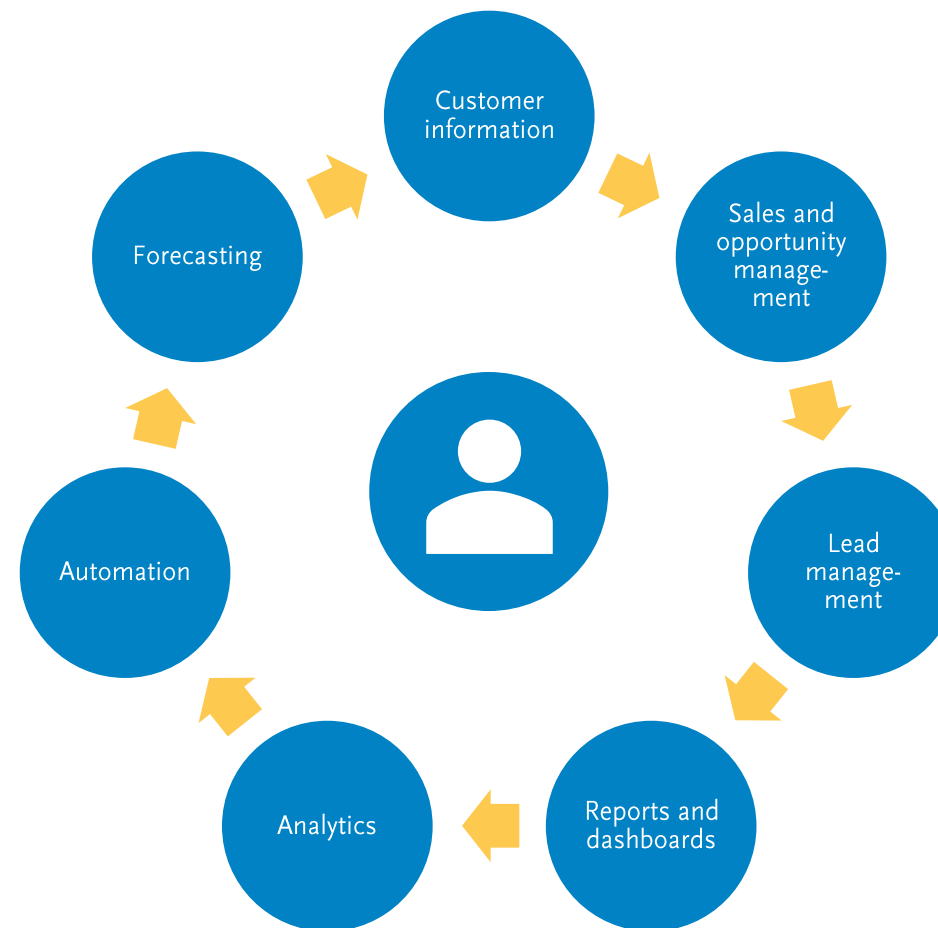 Customer
information
Sales and
opportunity
manage-
ment
Lead
manage-
ment
Reports and
dashboards
Analytics
Automation
Forecasting